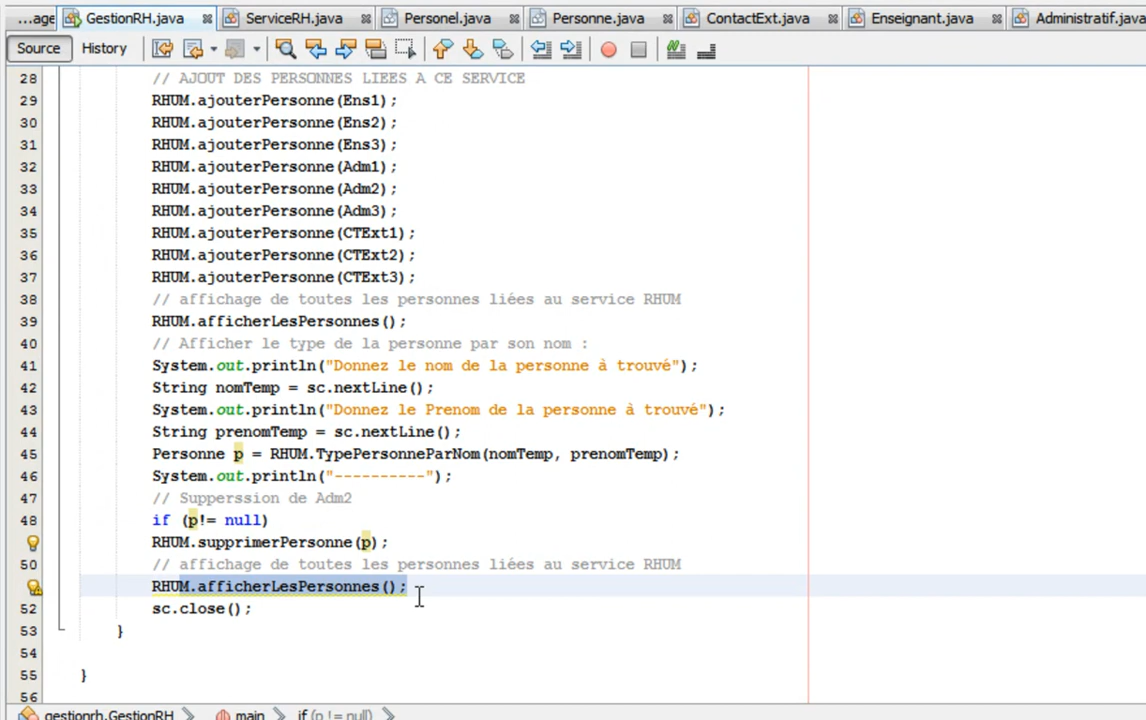 ...age GestionRH.java ServiceRH.java Personel.java Personne.java ContactExt.java Enseignant.java Administratif.java
Source History
28 // AJOUT DES PERSONNES LIEES A CE SERVICE
29 RHUM.ajouterPersonne(Ens1);
30 RHUM.ajouterPersonne(Ens2);
31 RHUM.ajouterPersonne(Ens3);
32 RHUM.ajouterPersonne(Adm1);
33 RHUM.ajouterPersonne(Adm2);
34 RHUM.ajouterPersonne(Adm3);
35 RHUM.ajouterPersonne(CTExt1);
36 RHUM.ajouterPersonne(CTExt2);
37 RHUM.ajouterPersonne(CTExt3);
38 // affichage de toutes les personnes liées au service RHUM
39 RHUM.afficherLesPersonnes();
40 // Afficher le type de la personne par son nom :
41 System.out.println("Donnez le nom de la personne à trouvé");
42 String nomTemp = sc.nextLine();
43 System.out.println("Donnez le Prenom de la personne à trouvé");
44 String prenomTemp = sc.nextLine();
45 Personne p = RHUM.TypePersonneParNom(nomTemp, prenomTemp);
46 System.out.println("----------");
47 // Supperssion de Adm2
48 if (p!= null)
RHUM.supprimerPersonne(p);
50 // affichage de toutes les personnes liées au service RHUM
RHUM.afficherLesPersonnes();
52 sc.close();
53 }
54
55 }
56
gestionrh.GestionRH main if (p != null)